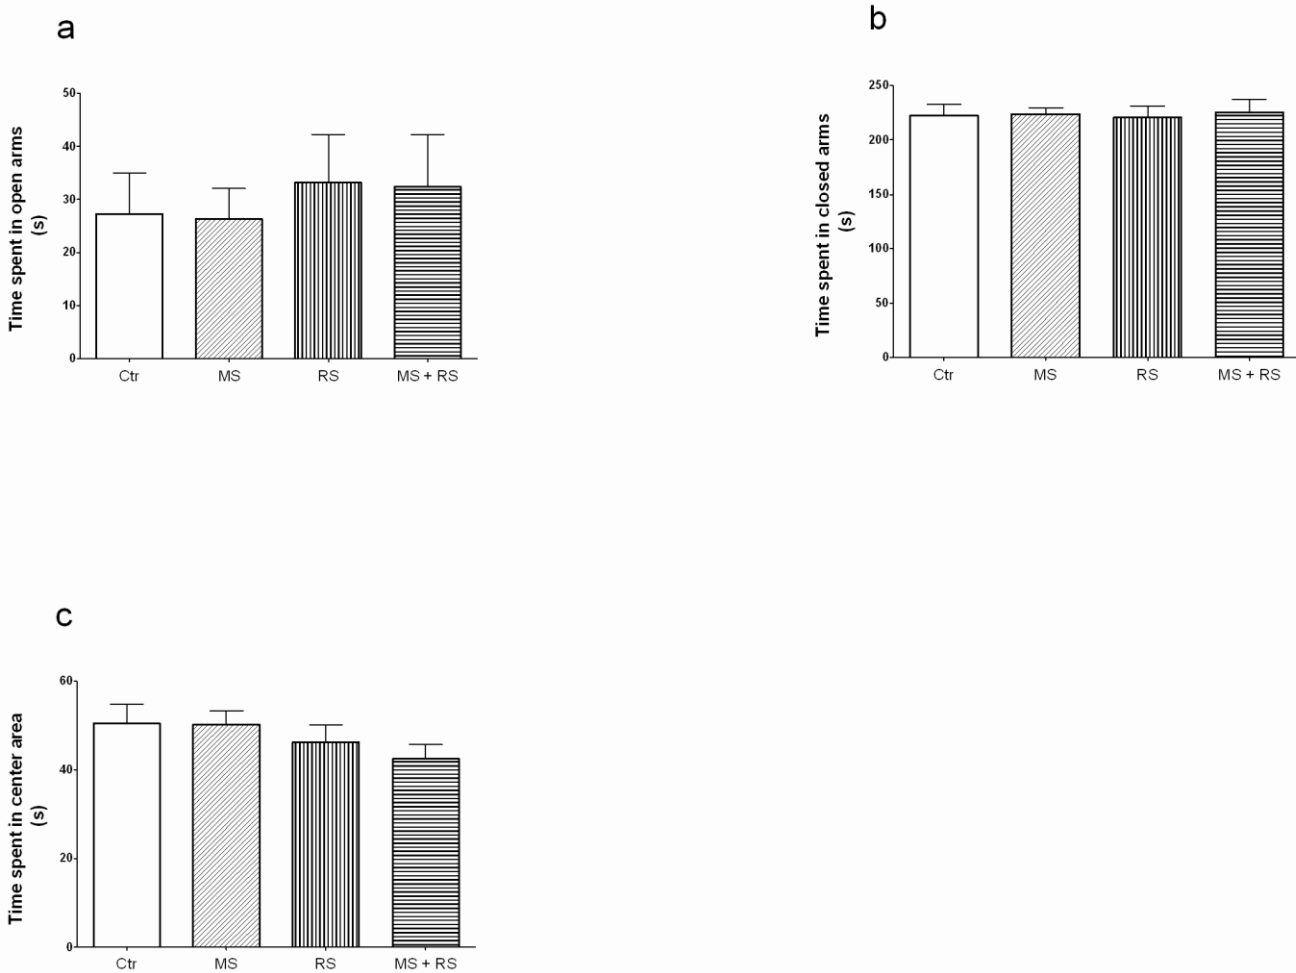 a
Time spent in open arms
(s)
50
40
30
20
10
0
Ctr MS RS MS + RS
b
Time spent in closed arms
(s)
250
200
150
100
50
0
Ctr MS RS MS + RS
c
Time spent in center area
(s)
60
40
20
0
Ctr MS RS MS + RS